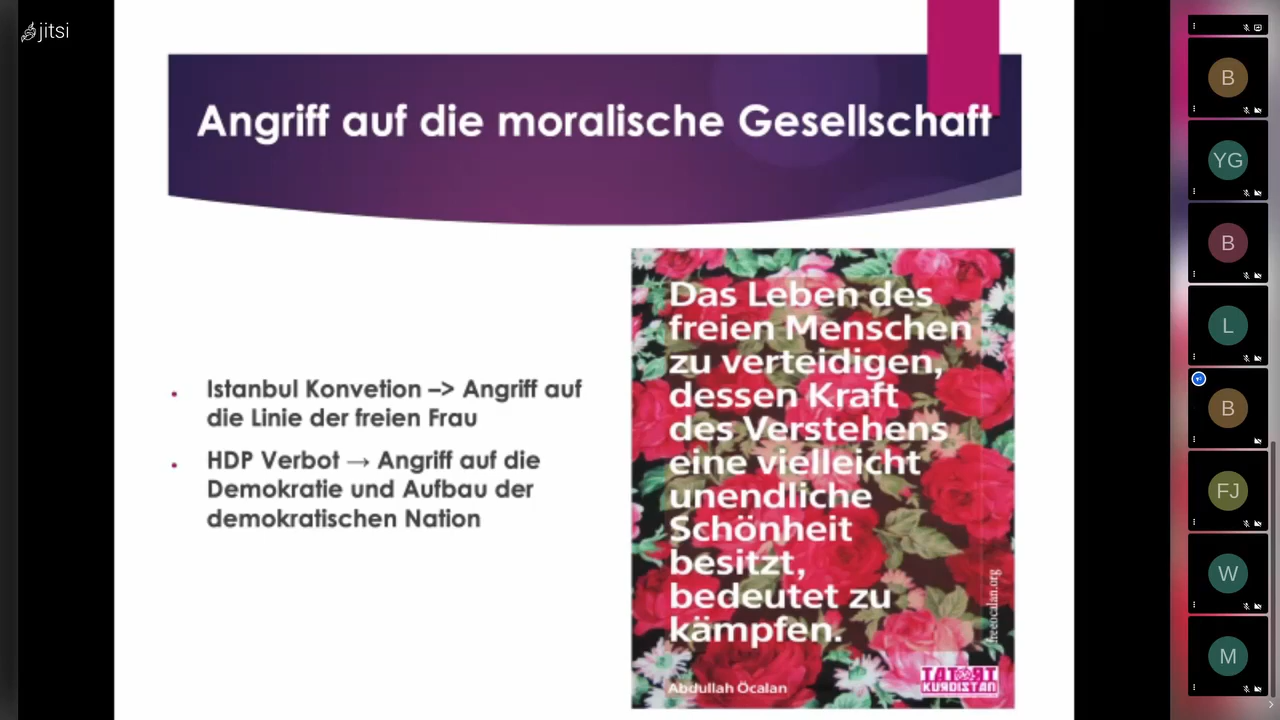 jitsi
Angriff auf die moralische Gesellschaft
Istanbul Konvetion –> Angriff auf
die Linie der freien Frau
HDP Verbot → Angriff auf die
Demokratie und Aufbau der
demokratischen Nation
Das Leben des
freien Menschen
zu verteidigen,
dessen Kraft
des Verstehens
eine vielleicht
unendliche
Schönheit
besitzt,
bedeutet zu
kämpfen.
Abdullah Öcalan
freeocalan.org
TATORT
KURDISTAN
B
YG
B
L
B
FJ
W
M